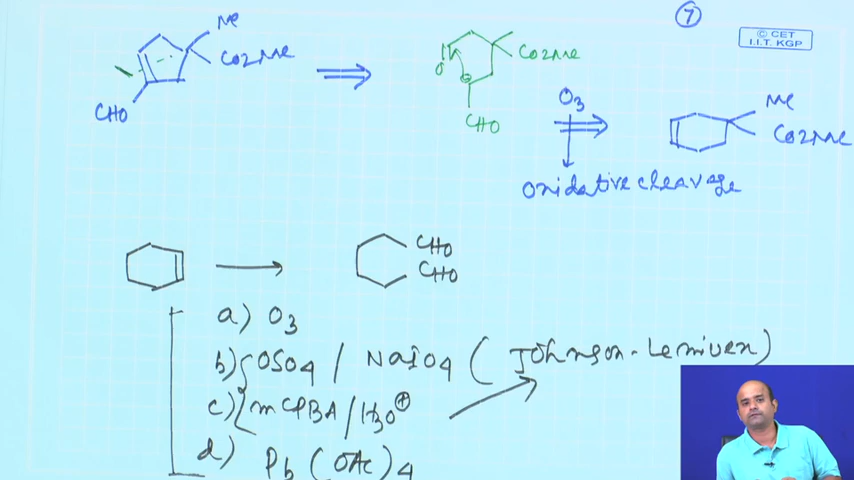 7
© CET
I.I.T. KGP
Me
CO2Me
CHO
O
⊖
CO2Me
CHO
O3
Me
CO2Me
Oxidative cleavage
CHO
CHO
a) O3
b) OSO4 / NaIO4 (Johnson-Lemiuex)
c) mCPBA / H3O⊕
d) Pb (OAc)4